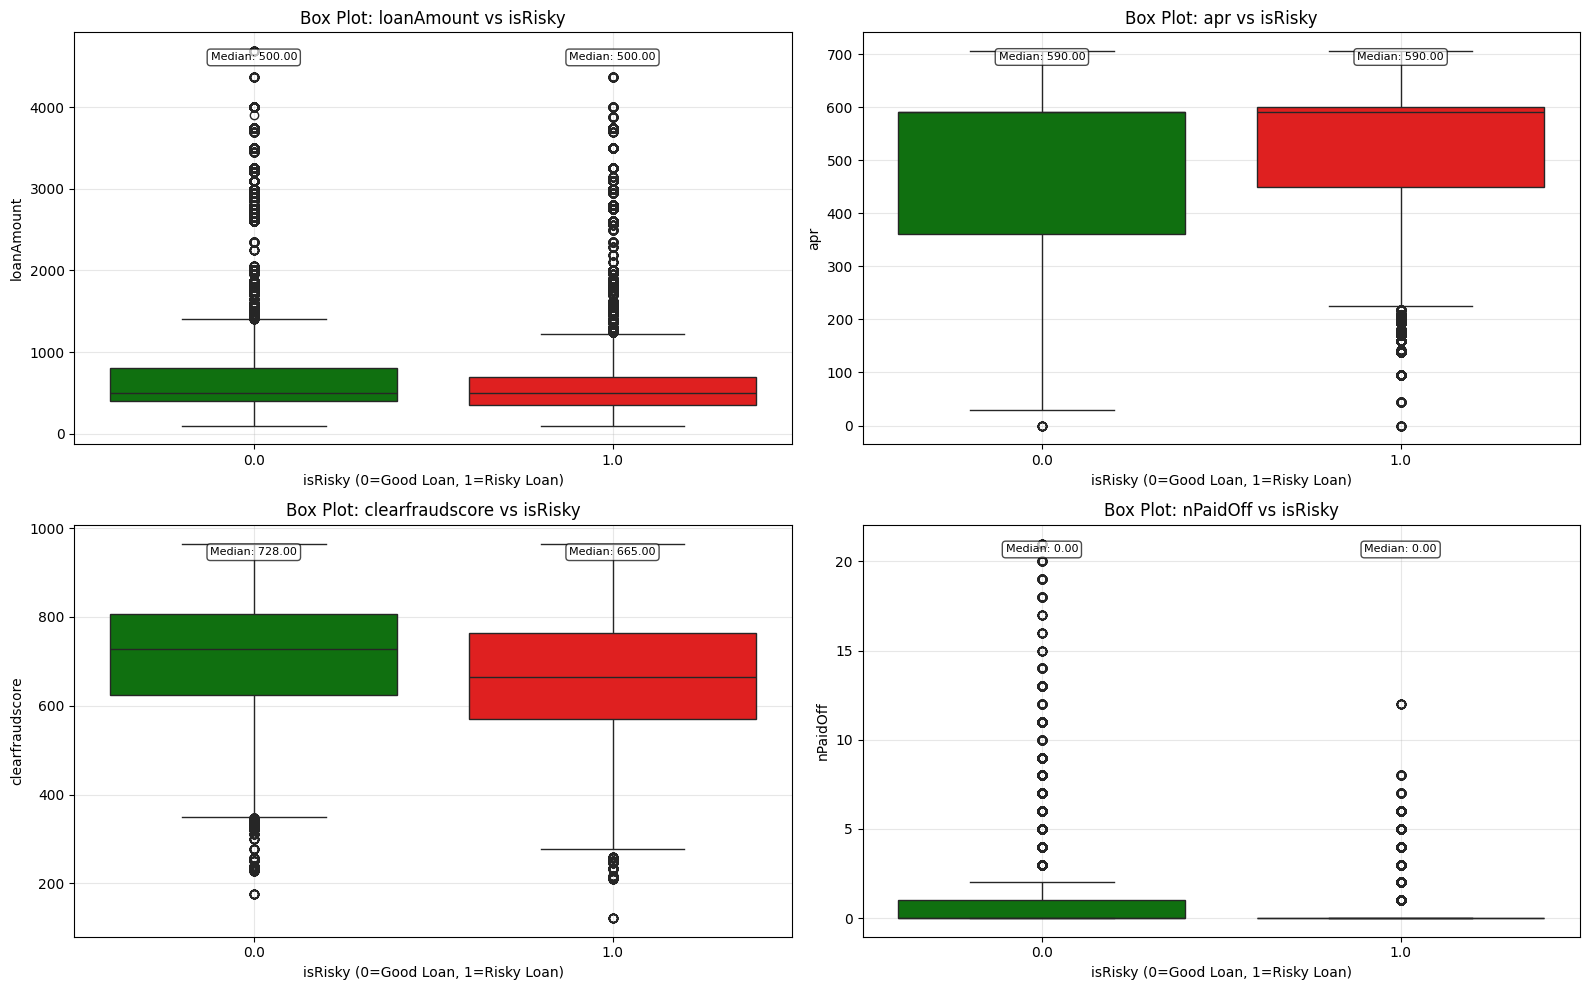 Box Plot: loanAmount vs isRisky
Median: 500.00
Median: 500.00
4000
3000
2000
1000
0
loanAmount
0.0
1.0
isRisky (0=Good Loan, 1=Risky Loan)
Box Plot: apr vs isRisky
Median: 590.00
Median: 590.00
700
600
500
400
300
200
100
0
apr
0.0
1.0
isRisky (0=Good Loan, 1=Risky Loan)
Box Plot: clearfraudscore vs isRisky
Median: 728.00
Median: 665.00
1000
800
600
400
200
clearfraudscore
0.0
1.0
isRisky (0=Good Loan, 1=Risky Loan)
Box Plot: nPaidOff vs isRisky
Median: 0.00
Median: 0.00
20
15
10
5
0
nPaidOff
0.0
1.0
isRisky (0=Good Loan, 1=Risky Loan)